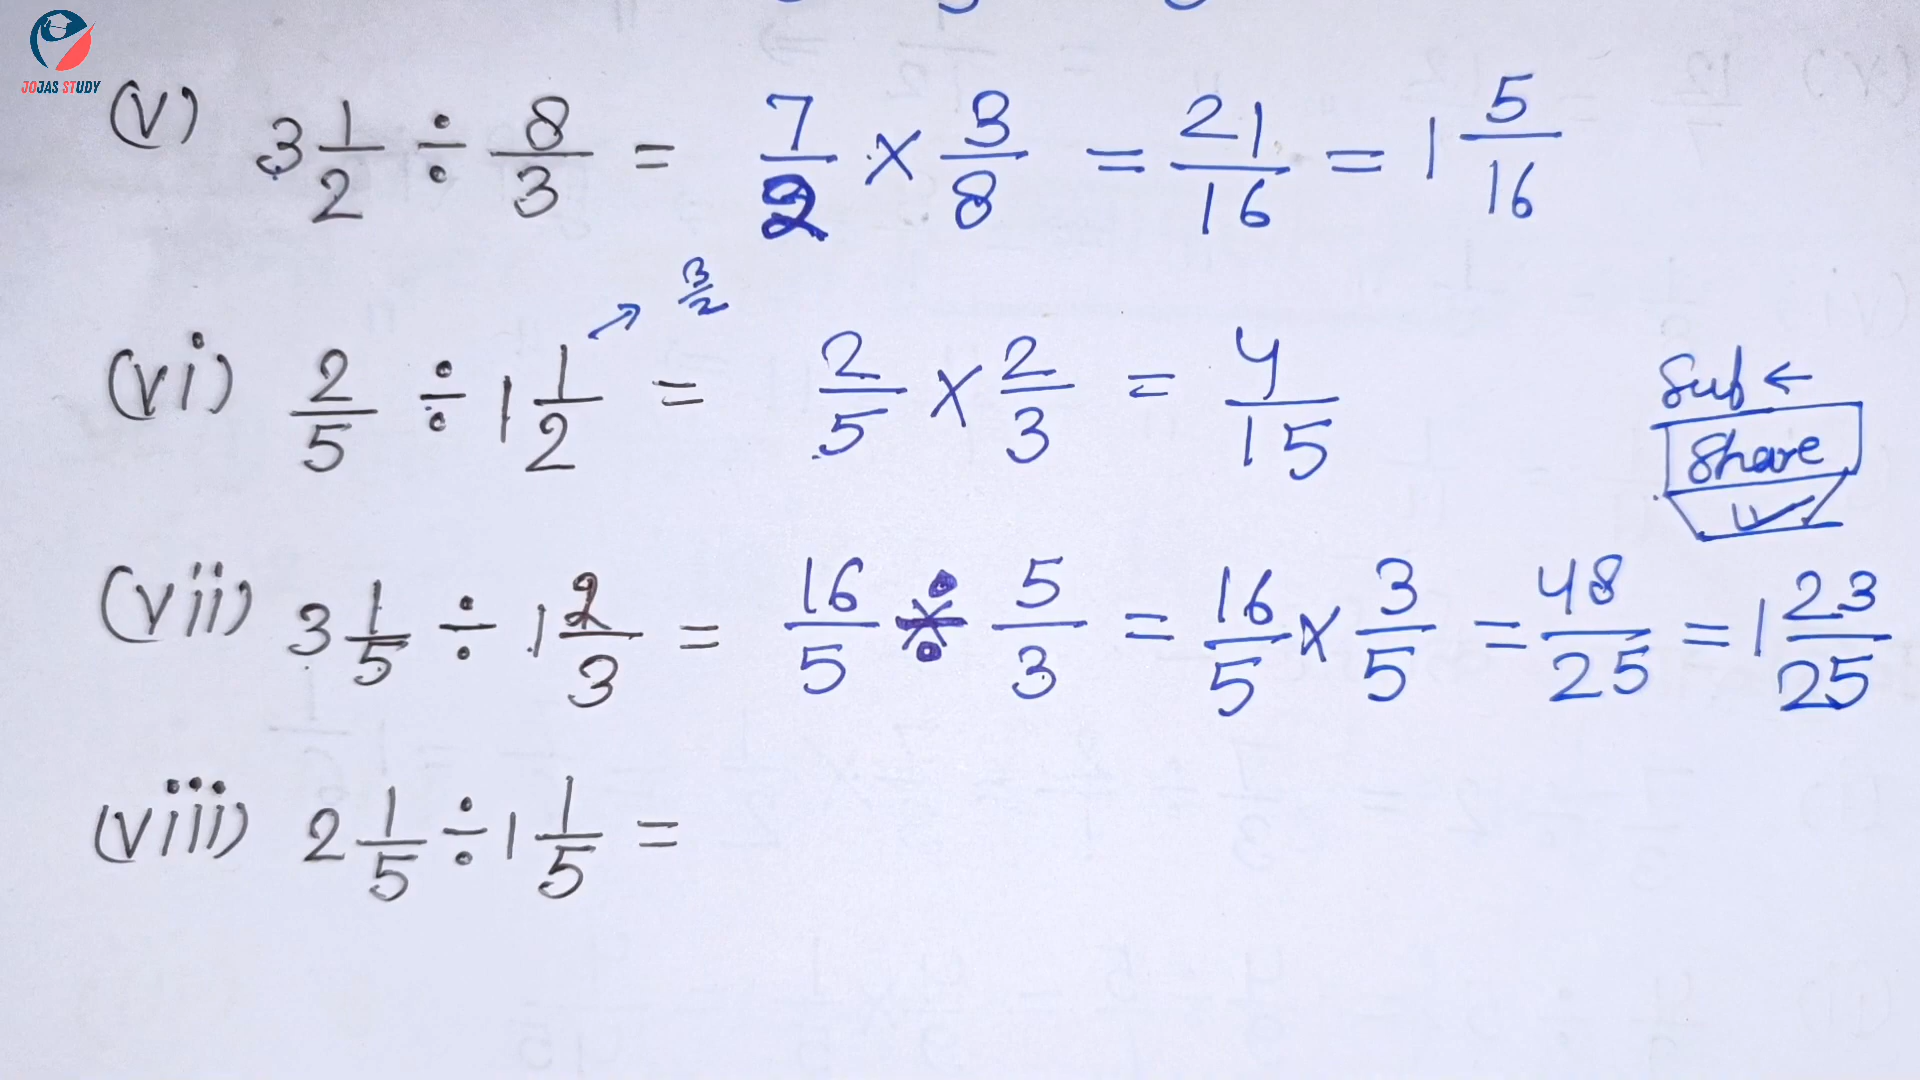 JOJAS STUDY
(v) 3 1/2 ÷ 8/3 = 7/2 × 3/8 = 21/16 = 1 5/16
3/2
(vi) 2/5 ÷ 1 1/2 = 2/5 × 2/3 = 4/15
Sub ←
Share
(vii) 3 1/5 ÷ 1 2/3 = 16/5 ÷ 5/3 = 16/5 × 3/5 = 48/25 = 1 23/25
(viii) 2 1/5 ÷ 1 1/5 =